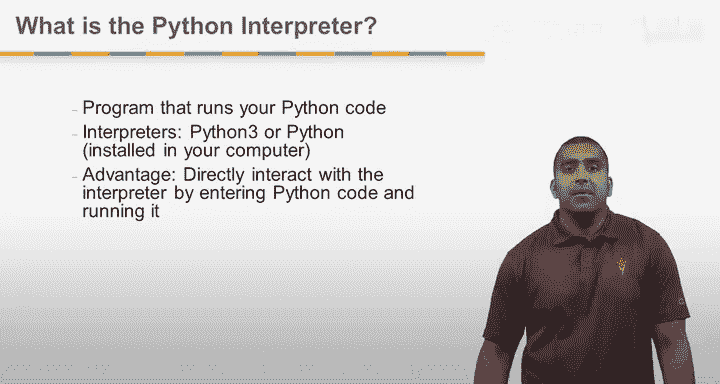 What is the Python Interpreter?
- Program that runs your Python code
- Interpreters: Python3 or Python
(installed in your computer)
- Advantage: Directly interact with the
interpreter by entering Python code and
running it